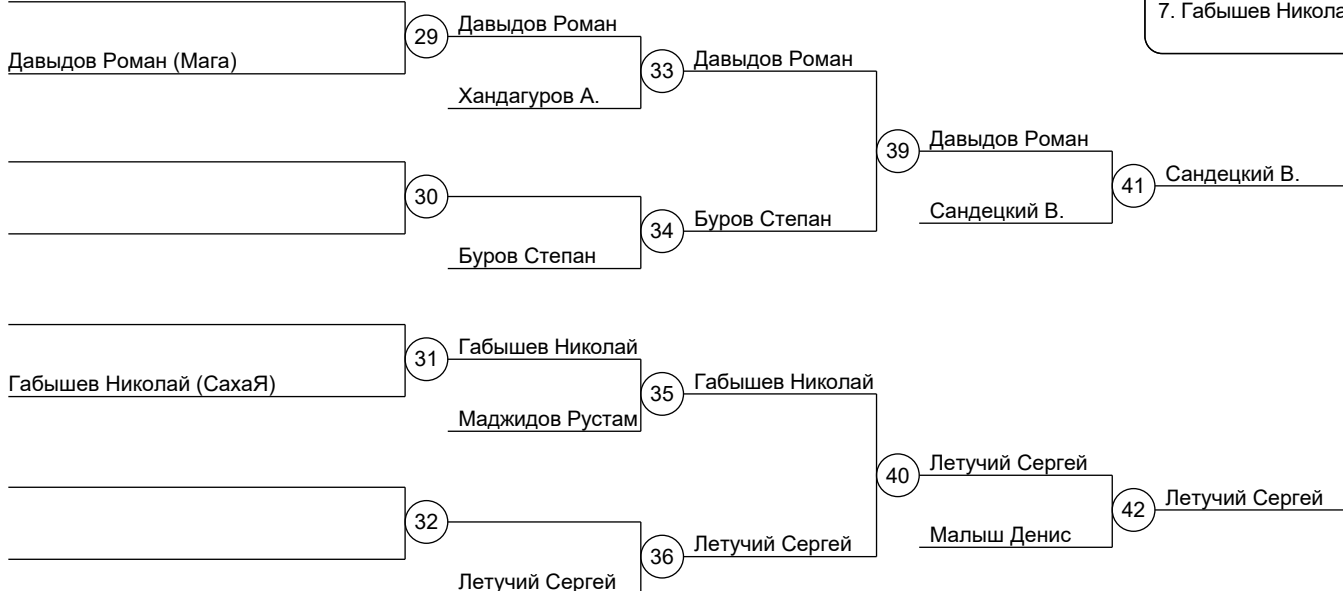 7. Габышев Никола
29
Давыдов Роман
Давыдов Роман (Мага)
33
Давыдов Роман
Хандагуров А.
39
Давыдов Роман
30
41
Сандецкий В.
Сандецкий В.
34
Буров Степан
Буров Степан
31
Габышев Николай
Габышев Николай (СахаЯ)
35
Габышев Николай
Маджидов Рустам
40
Летучий Сергей
42
Летучий Сергей
32
Малыш Денис
36
Летучий Сергей
Летучий Сергей